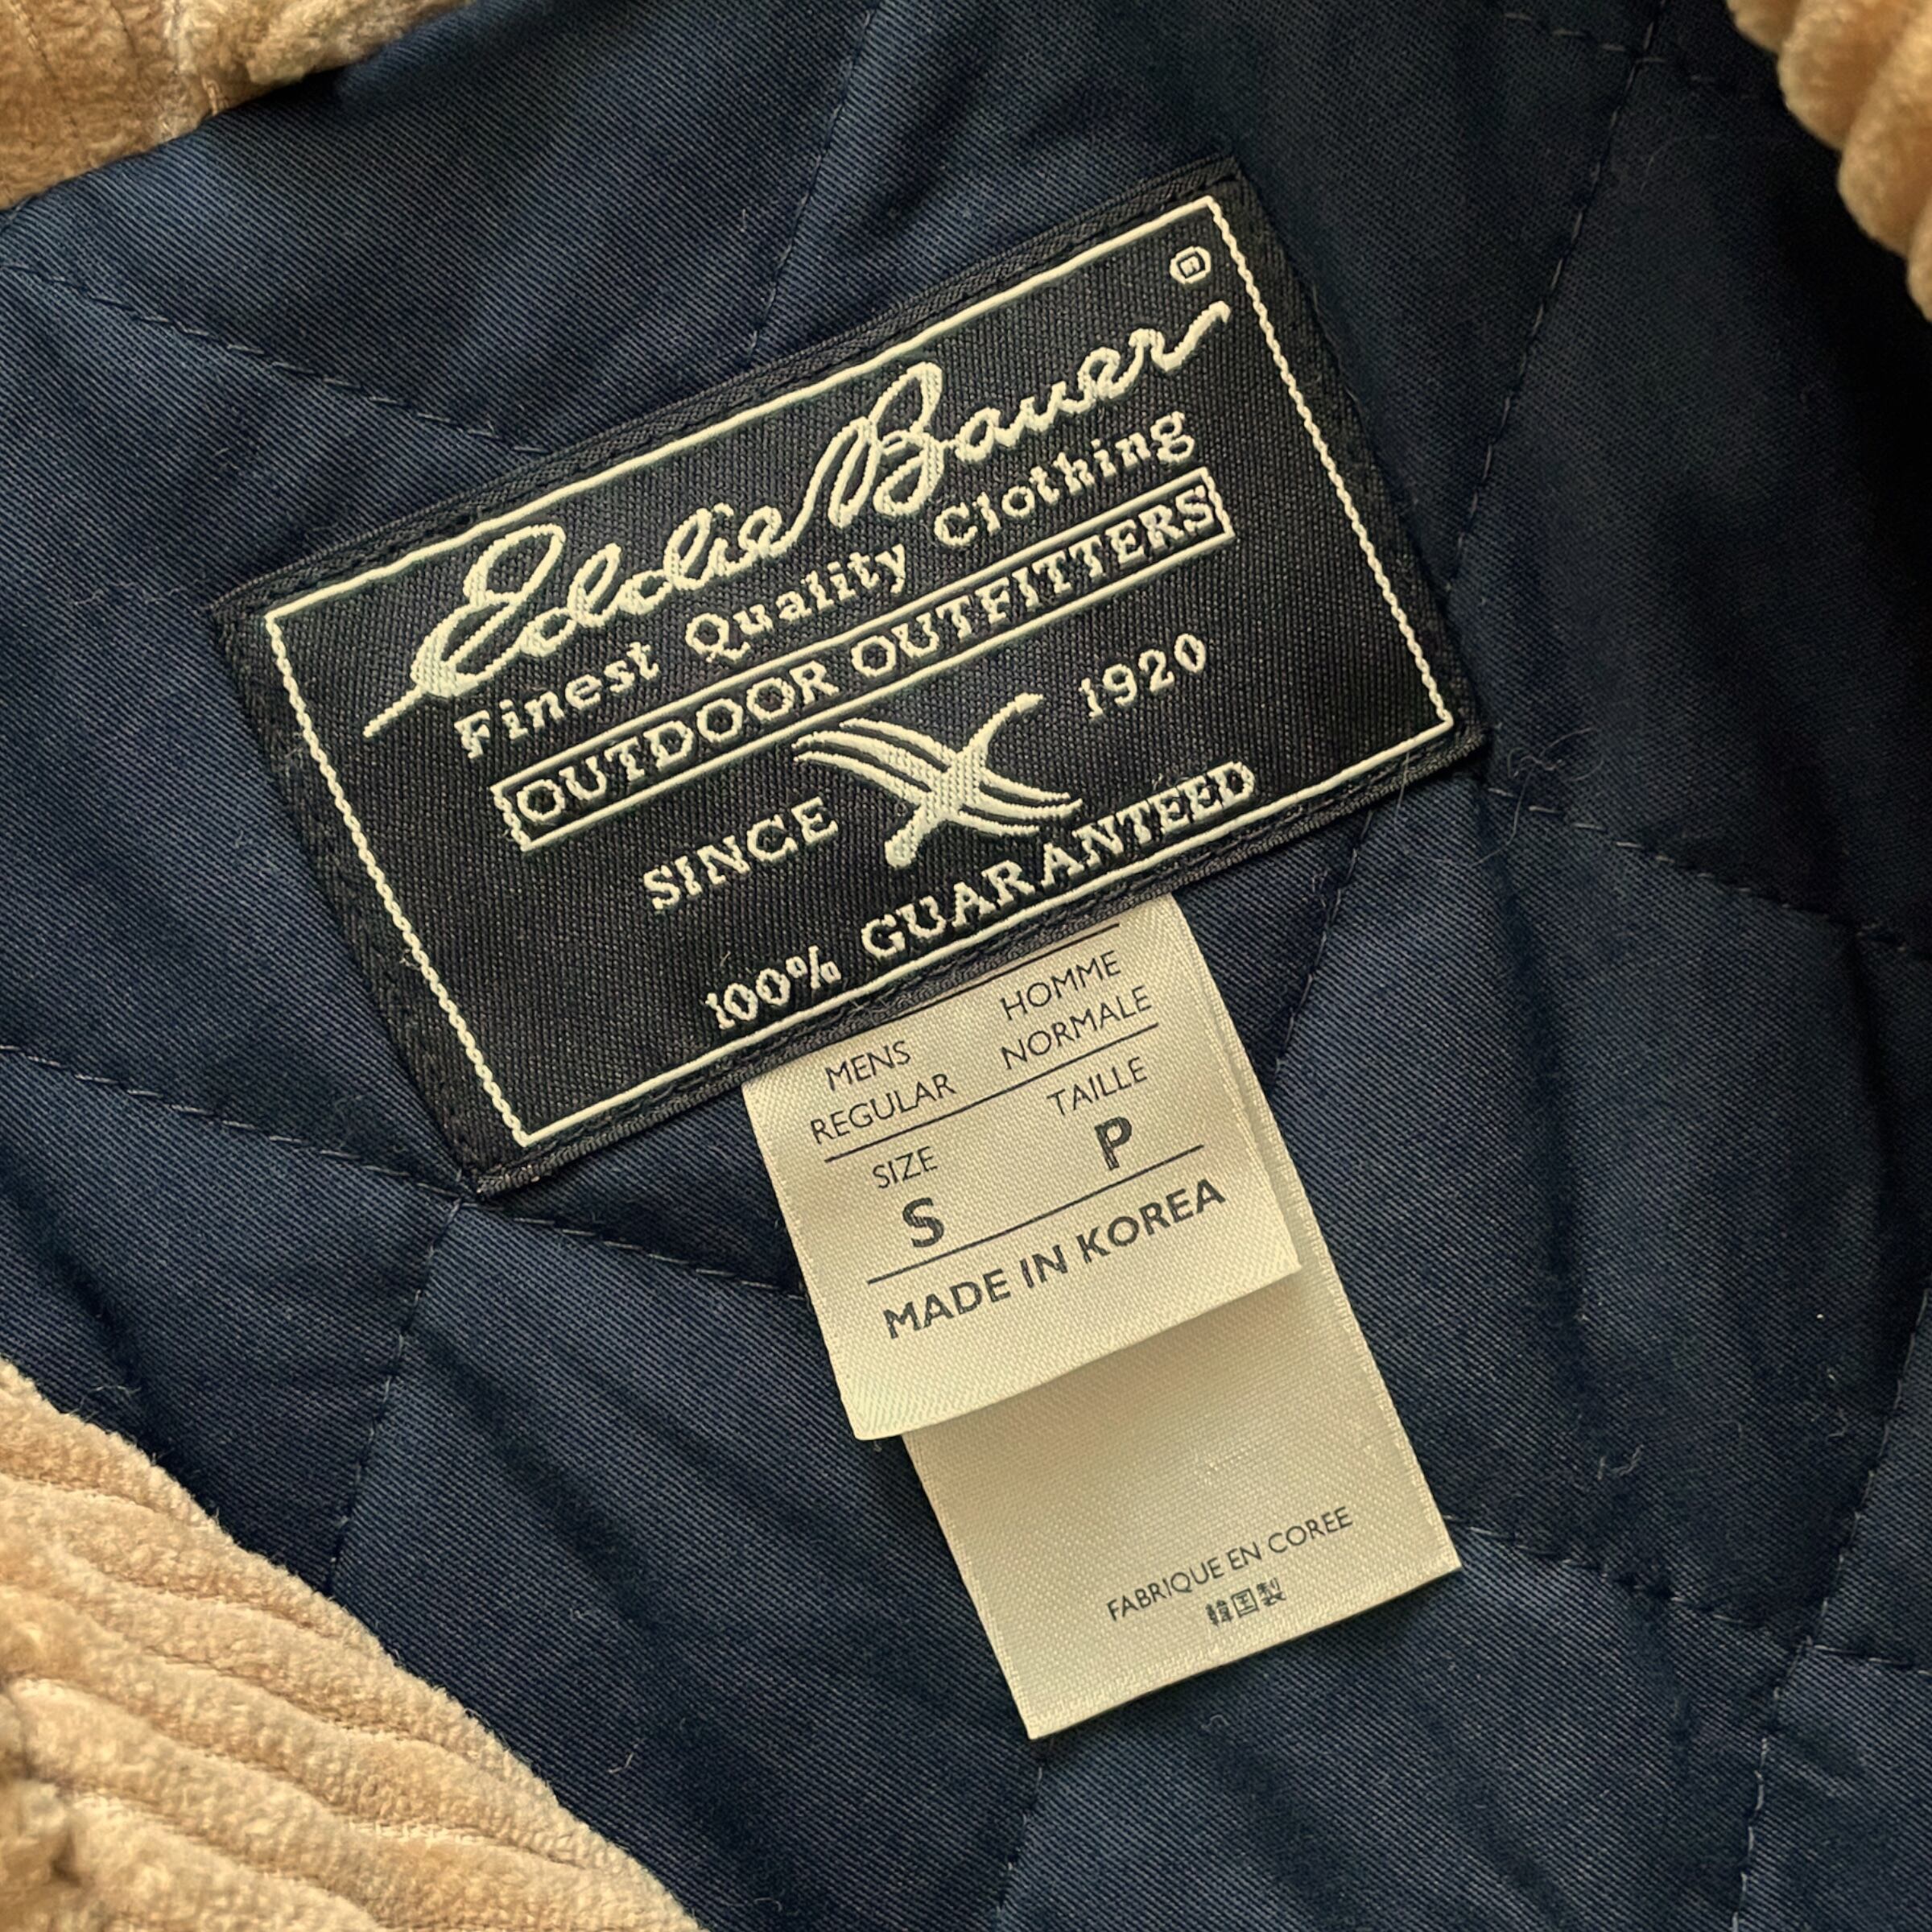 Eddie Bauer ®
Finest Quality Clothing
OUTDOOR OUTFITTERS
SINCE 1920
100% GUARANTEED
MENS HOMME
REGULAR NORMALE
SIZE TAILLE
S P
MADE IN KOREA
FABRIQUE EN COREE
韓国製